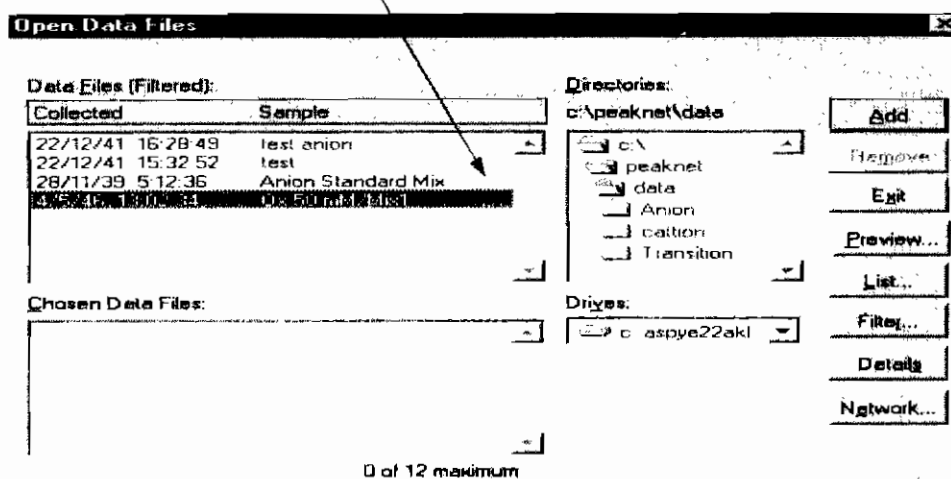 Open Data Files
Data Files (Filtered):
Collected Sample
22/12/41 16:28:49 test anion
22/12/41 15:32:52 test
28/11/39 5:12:36 Anion Standard Mix
Chosen Data Files:
0 of 12 maximum
Directories:
c:\peaknet\data
c:\
peaknet
data
Anion
cattion
Transition
Drives:
c: aspye22akl
Add
Remove
Exit
Preview...
List...
Filter...
Details
Network...